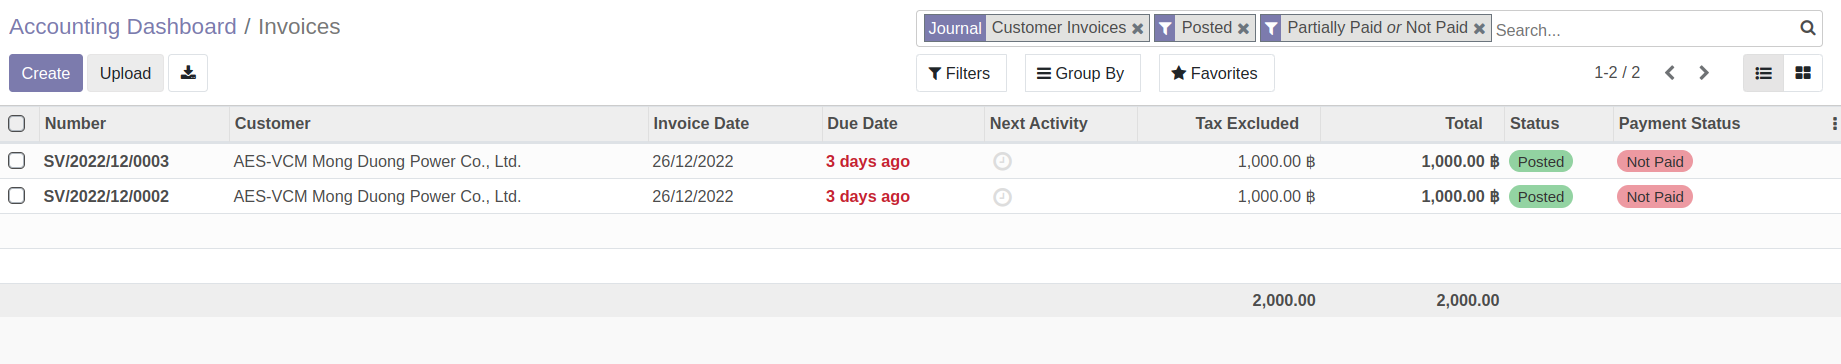 Accounting Dashboard / Invoices
Journal Customer Invoices Posted Partially Paid or Not Paid Search...
Create Upload Filters Group By Favorites 1-2 / 2
Number Customer Invoice Date Due Date Next Activity Tax Excluded Total Status Payment Status
SV/2022/12/0003 AES-VCM Mong Duong Power Co., Ltd. 26/12/2022 3 days ago 1,000.00 ฿ 1,000.00 ฿ Posted Not Paid
SV/2022/12/0002 AES-VCM Mong Duong Power Co., Ltd. 26/12/2022 3 days ago 1,000.00 ฿ 1,000.00 ฿ Posted Not Paid
2,000.00 2,000.00